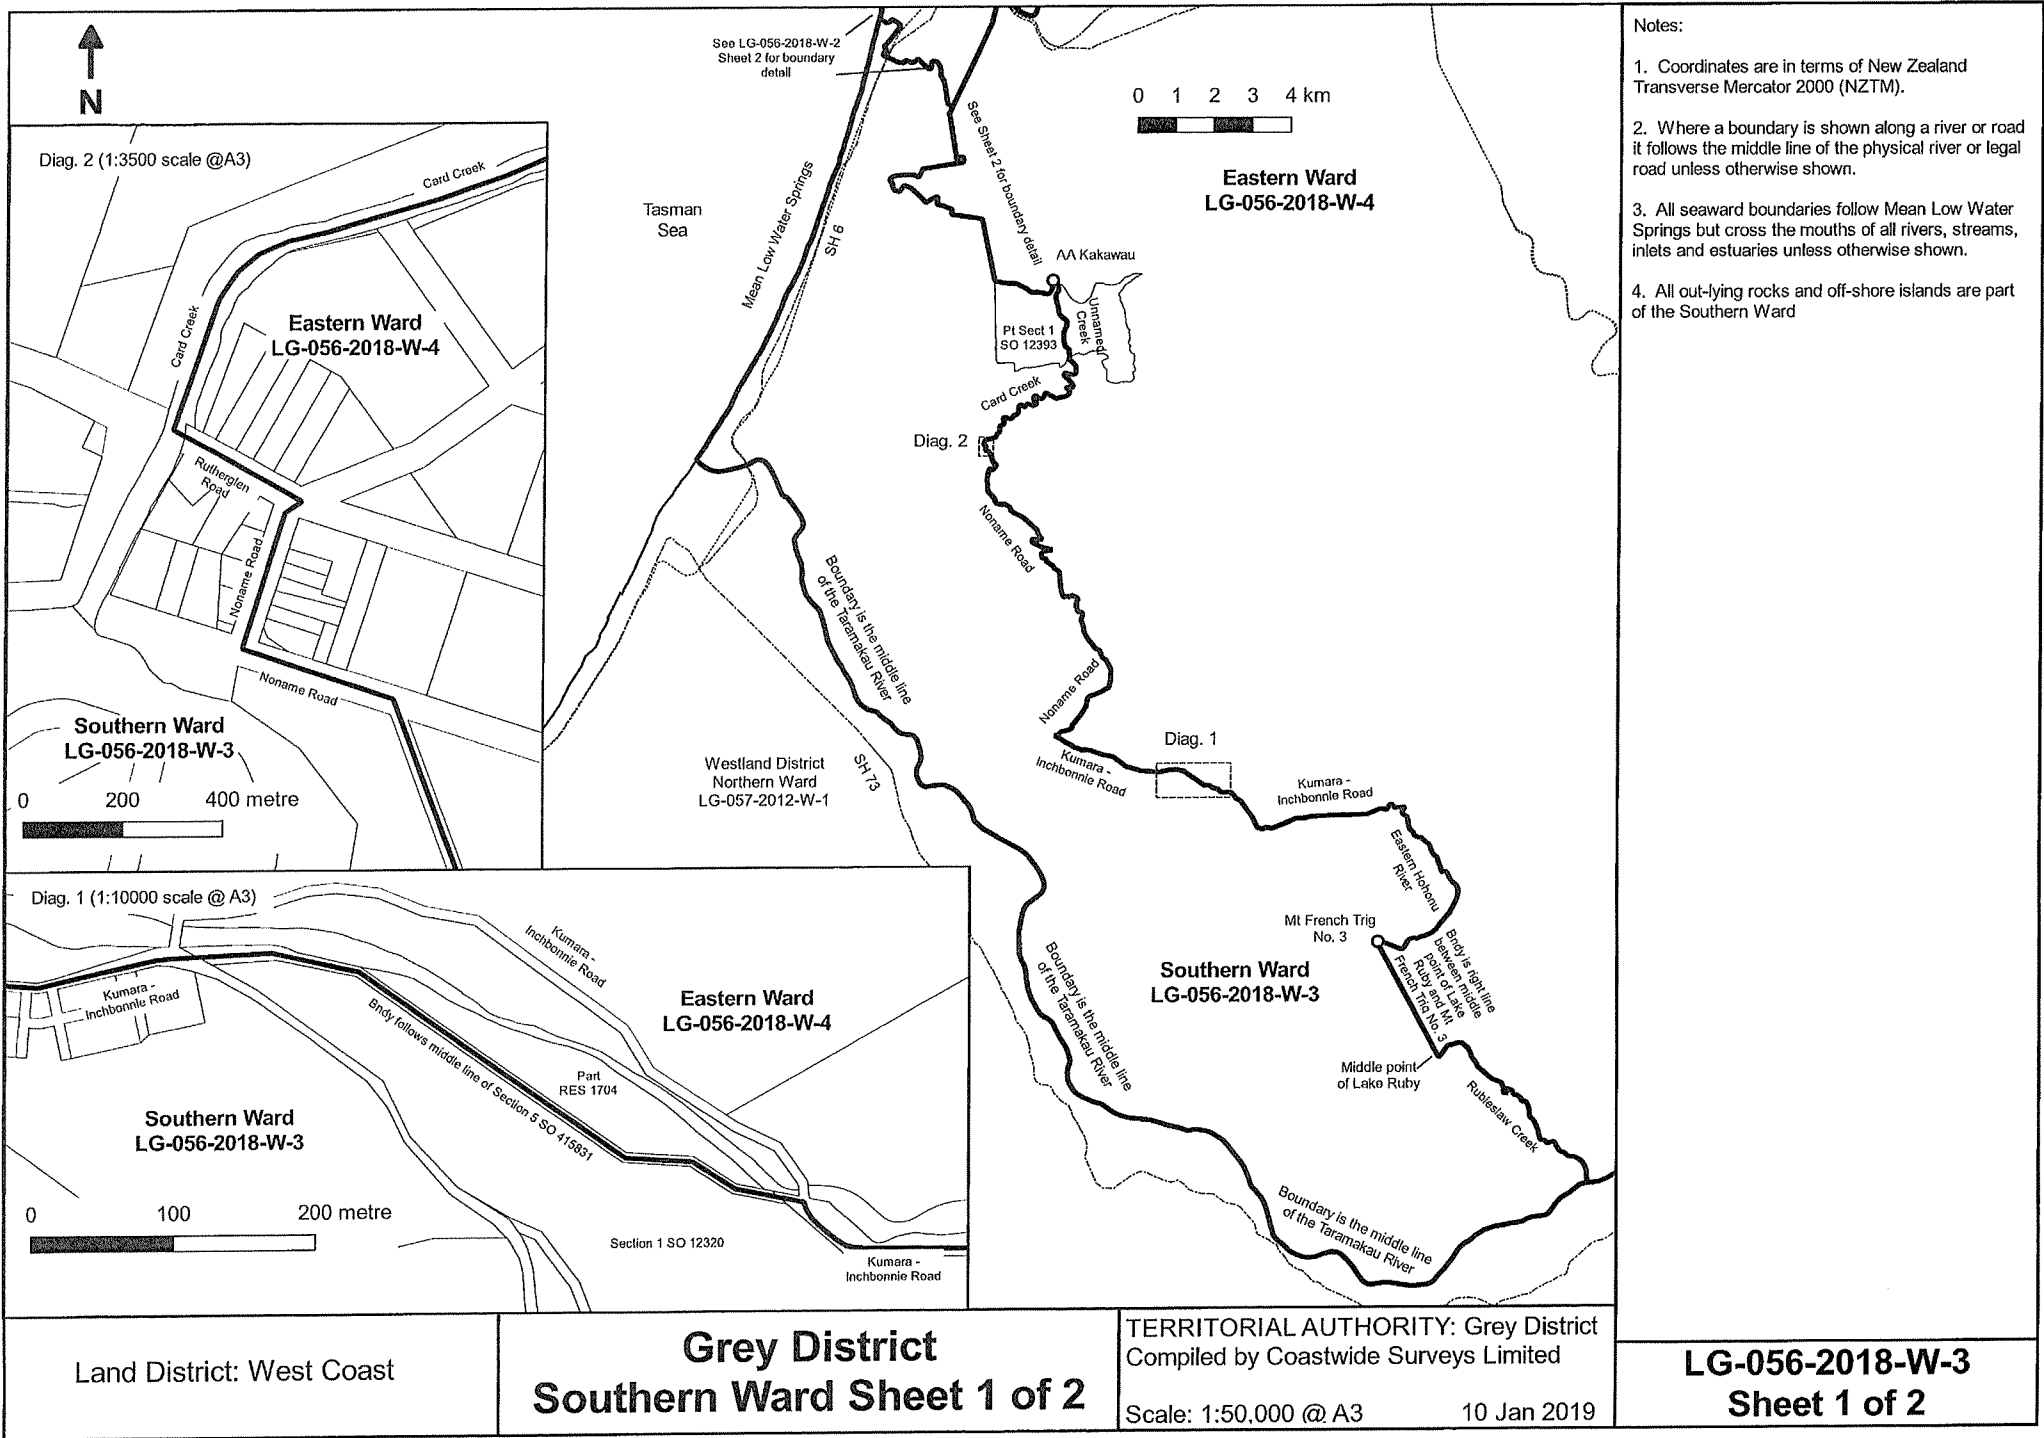 N
See LG-056-2018-W-2
Sheet 2 for boundary
detail
0 1 2 3 4 km
Tasman
Sea
Mean Low Water Springs
SH 6
See Sheet 2 for boundary detail
Eastern Ward
LG-056-2018-W-4
AA Kakawau
Pt Sect 1
SO 12393
Unnamed
Creek
Card Creek
Diag. 2
Noname Road
Boundary is the middle line
of the Taramakau River
Noname Road
Kumara -
Inchbonnie Road
Diag. 1
Kumara -
Inchbonnie Road
Westland District
Northern Ward
LG-057-2012-W-1
SH 73
Eastern Hohonu
River
Mt French Trig
No. 3
Bndy is right line
between middle
point of Lake
Ruby and Mt
French Trig No. 3
Southern Ward
LG-056-2018-W-3
Boundary is the middle line
of the Taramakau River
Middle point
of Lake Ruby
Rubieslaw Creek
Boundary is the middle line
of the Taramakau River
Diag. 2 (1:3500 scale @A3)
Card Creek
Card Creek
Eastern Ward
LG-056-2018-W-4
Rutherglen
Road
Noname Road
Noname Road
Southern Ward
LG-056-2018-W-3
0 200 400 metre
Diag. 1 (1:10000 scale @ A3)
Kumara -
Inchbonnie Road
Kumara -
Inchbonnie Road
Eastern Ward
LG-056-2018-W-4
Bndy follows middle line of Section 5 SO 415831
Part
RES 1704
Southern Ward
LG-056-2018-W-3
0 100 200 metre
Section 1 SO 12320
Kumara -
Inchbonnie Road
Notes:
1. Coordinates are in terms of New Zealand
Transverse Mercator 2000 (NZTM).
2. Where a boundary is shown along a river or road
it follows the middle line of the physical river or legal
road unless otherwise shown.
3. All seaward boundaries follow Mean Low Water
Springs but cross the mouths of all rivers, streams,
inlets and estuaries unless otherwise shown.
4. All out-lying rocks and off-shore islands are part
of the Southern Ward
Land District: West Coast
Grey District
Southern Ward Sheet 1 of 2
TERRITORIAL AUTHORITY: Grey District
Compiled by Coastwide Surveys Limited
Scale: 1:50,000 @ A3 10 Jan 2019
LG-056-2018-W-3
Sheet 1 of 2